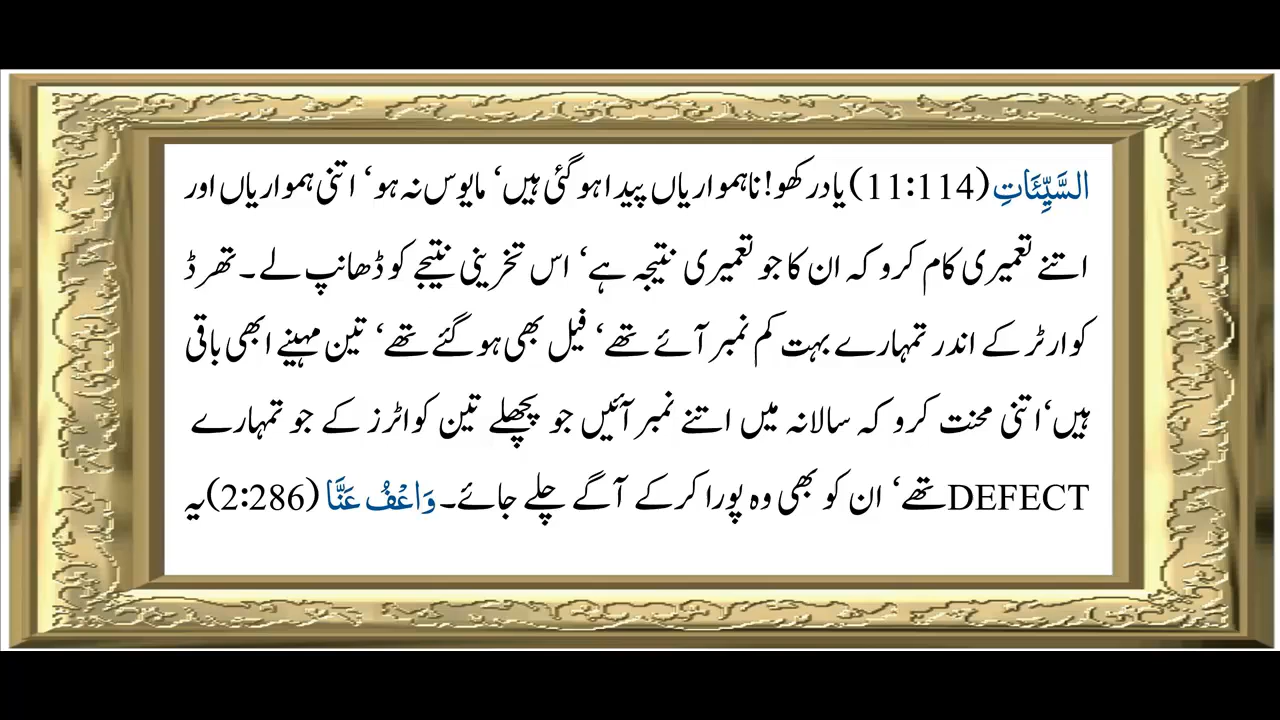 السَّیِّئَاتِ (11:114) یاد رکھو! ناہمواریاں پیدا ہو گئی ہیں‘ مایوس نہ ہو‘ اتنی ہمواریاں اور
اتنے تعمیری کام کرو کہ ان کا جو تعمیری نتیجہ ہے‘ اس تخریبی نتیجے کو ڈھانپ لے۔ تھرڈ
کوارٹر کے اندر تمہارے بہت کم نمبر آئے تھے‘ فیل بھی ہو گئے تھے‘ تین مہینے ابھی باقی
ہیں‘ اتنی محنت کرو کہ سالانہ میں اتنے نمبر آئیں جو پچھلے تین کواٹرز کے جو تمہارے
DEFECT تھے‘ ان کو بھی وہ پورا کر کے آگے چلے جائے۔ وَاعْفُ عَنَّا (2:286) یہ